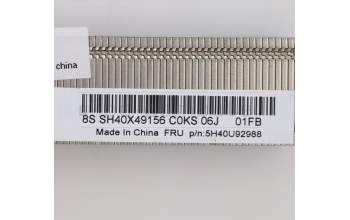 china
8S SH40X49156 C0KS 06J 01FB
Made In China FRU p/n:5H40U92988